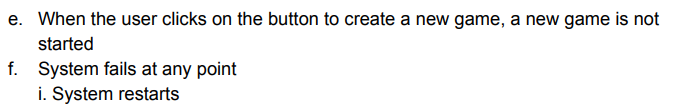 e. When the user clicks on the button to create a new game, a new game is not
started
f. System fails at any point
i. System restarts